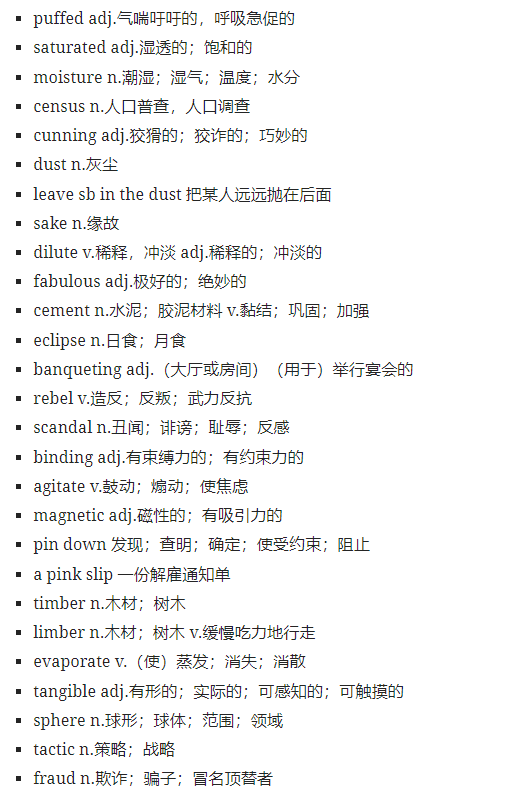 puffed adj.气喘吁吁的，呼吸急促的
saturated adj.湿透的；饱和的
moisture n.潮湿；湿气；温度；水分
census n.人口普查，人口调查
cunning adj.狡猾的；狡诈的；巧妙的
dust n.灰尘
leave sb in the dust 把某人远远抛在后面
sake n.缘故
dilute v.稀释，冲淡 adj.稀释的；冲淡的
fabulous adj.极好的；绝妙的
cement n.水泥；胶泥材料 v.黏结；巩固；加强
eclipse n.日食；月食
banqueting adj.（大厅或房间）（用于）举行宴会的
rebel v.造反；反叛；武力反抗
scandal n.丑闻；诽谤；耻辱；反感
binding adj.有束缚力的；有约束力的
agitate v.鼓动；煽动；使焦虑
magnetic adj.磁性的；有吸引力的
pin down 发现；查明；确定；使受约束；阻止
a pink slip 一份解雇通知单
timber n.木材；树木
limber n.木材；树木 v.缓慢吃力地行走
evaporate v.（使）蒸发；消失；消散
tangible adj.有形的；实际的；可感知的；可触摸的
sphere n.球形；球体；范围；领域
tactic n.策略；战略
fraud n.欺诈；骗子；冒名顶替者